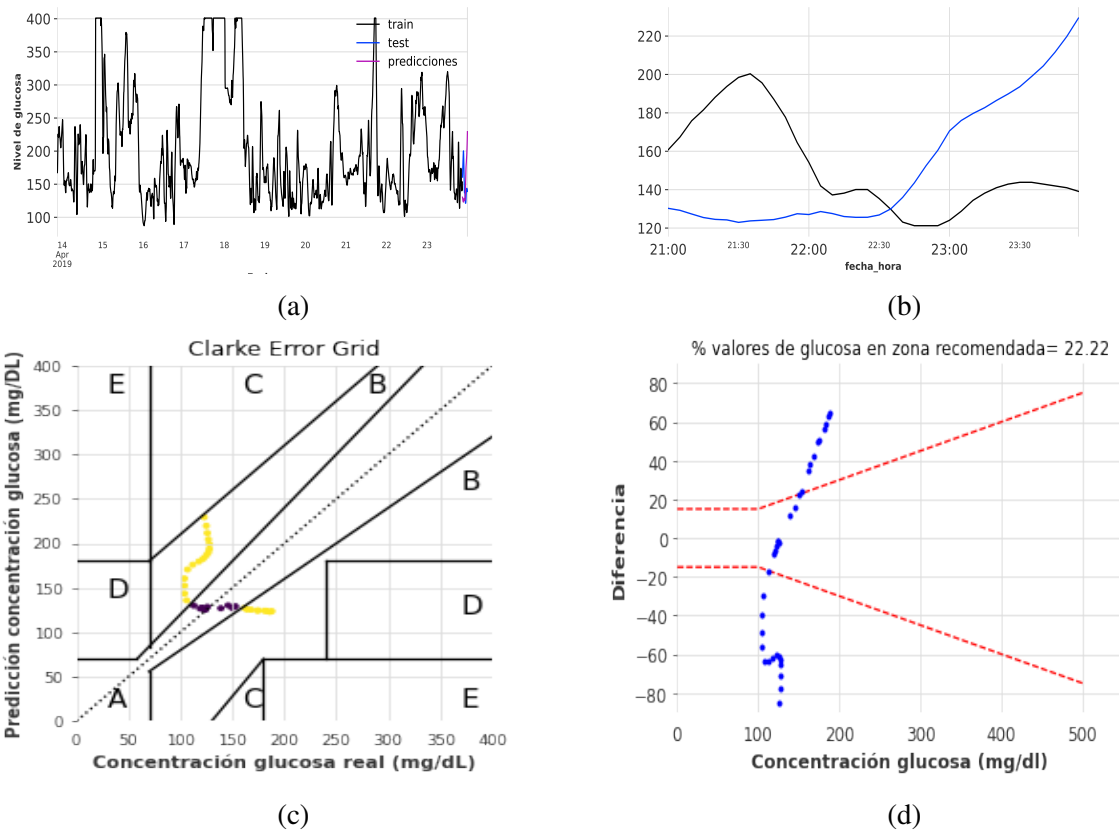 400
350
300
250
200
150
100
Nivel de glucosa
train
test
predicciones
14 15 16 17 18 19 20 21 22 23
Apr
2019
(a)
220
200
180
160
140
120
21:00 21:30 22:00 22:30 23:00 23:30
fecha_hora
(b)
Clarke Error Grid
Predicción concentración glucosa (mg/DL)
400
350
300
250
200
150
100
50
0
E C B
B
D
D
A C E
0 50 100 150 200 250 300 350 400
Concentración glucosa real (mg/dL)
(c)
% valores de glucosa en zona recomendada= 22.22
Diferencia
80
60
40
20
0
−20
−40
−60
−80
0 100 200 300 400 500
Concentración glucosa (mg/dl)
(d)